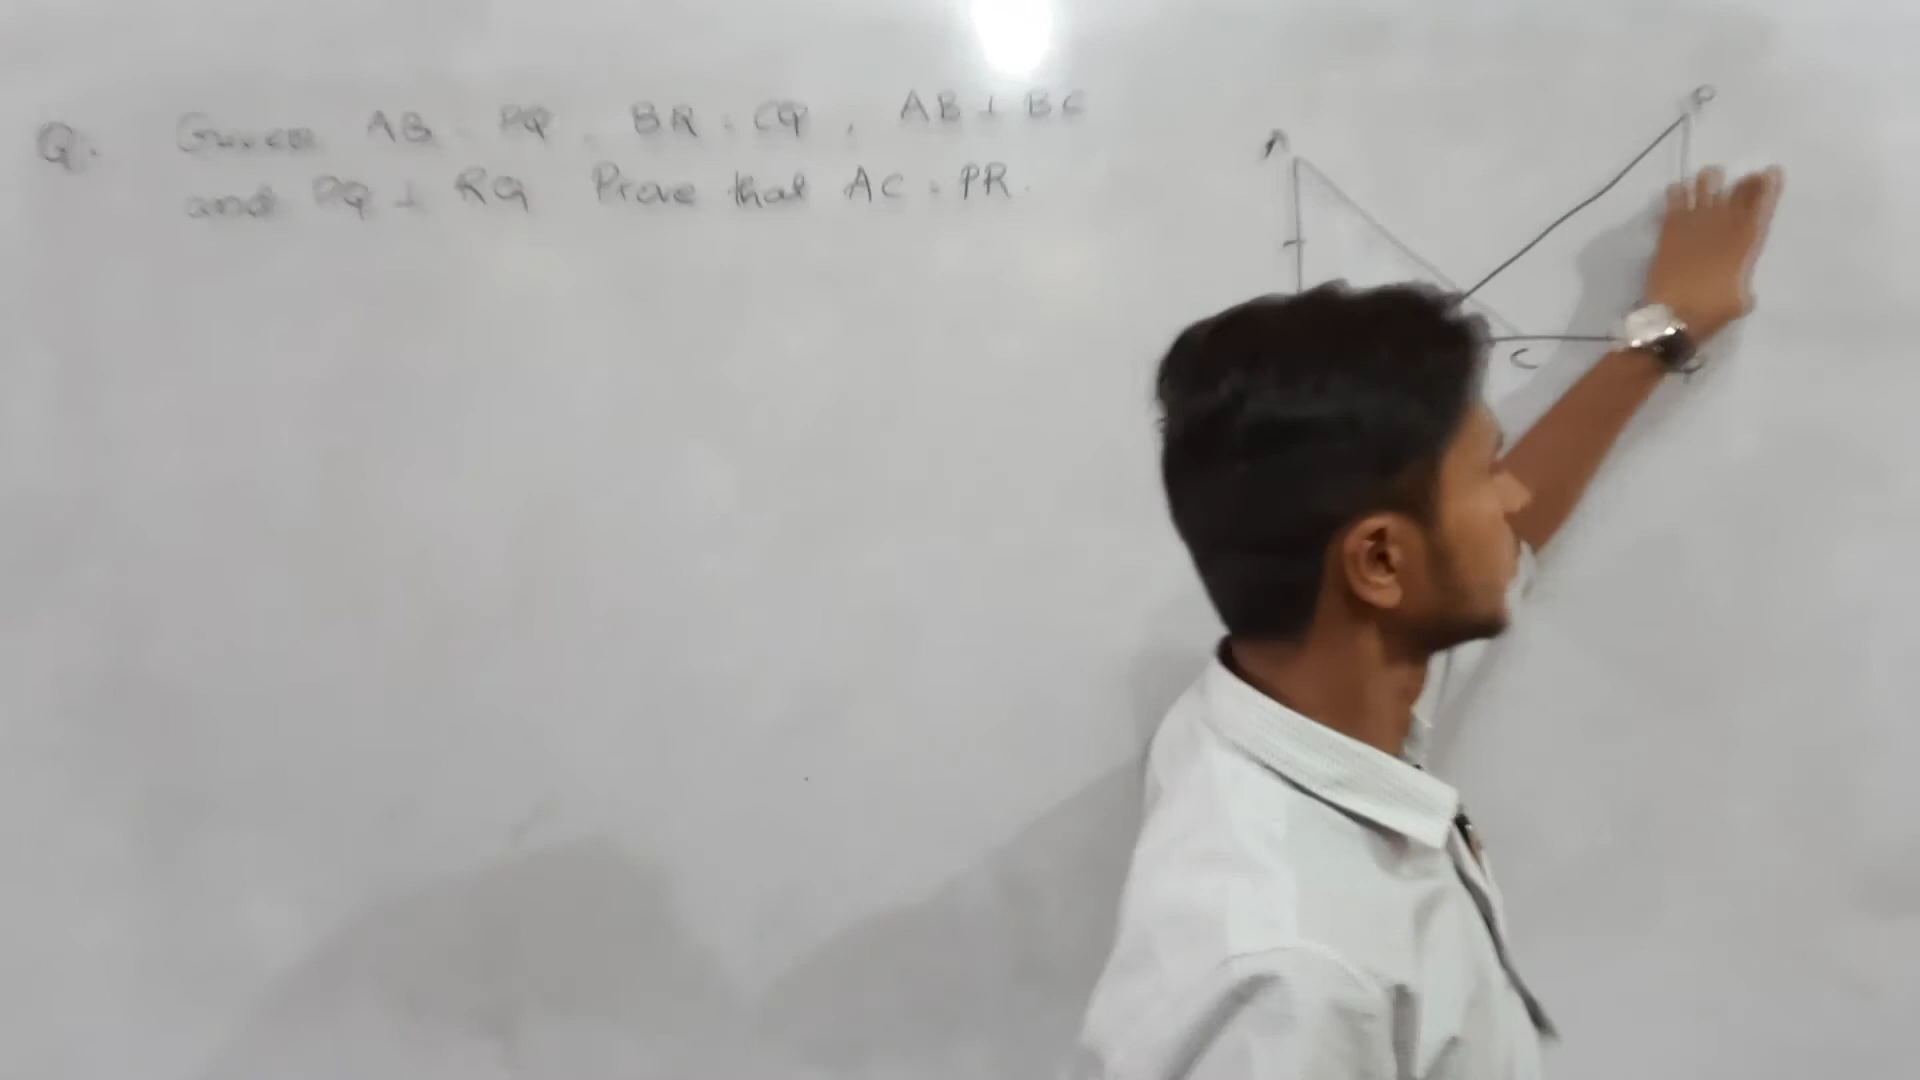 Q. Given AB = PQ, BR = CQ, AB ⊥ BC
and PQ ⊥ RQ Prove that AC = PR.
A
P
C